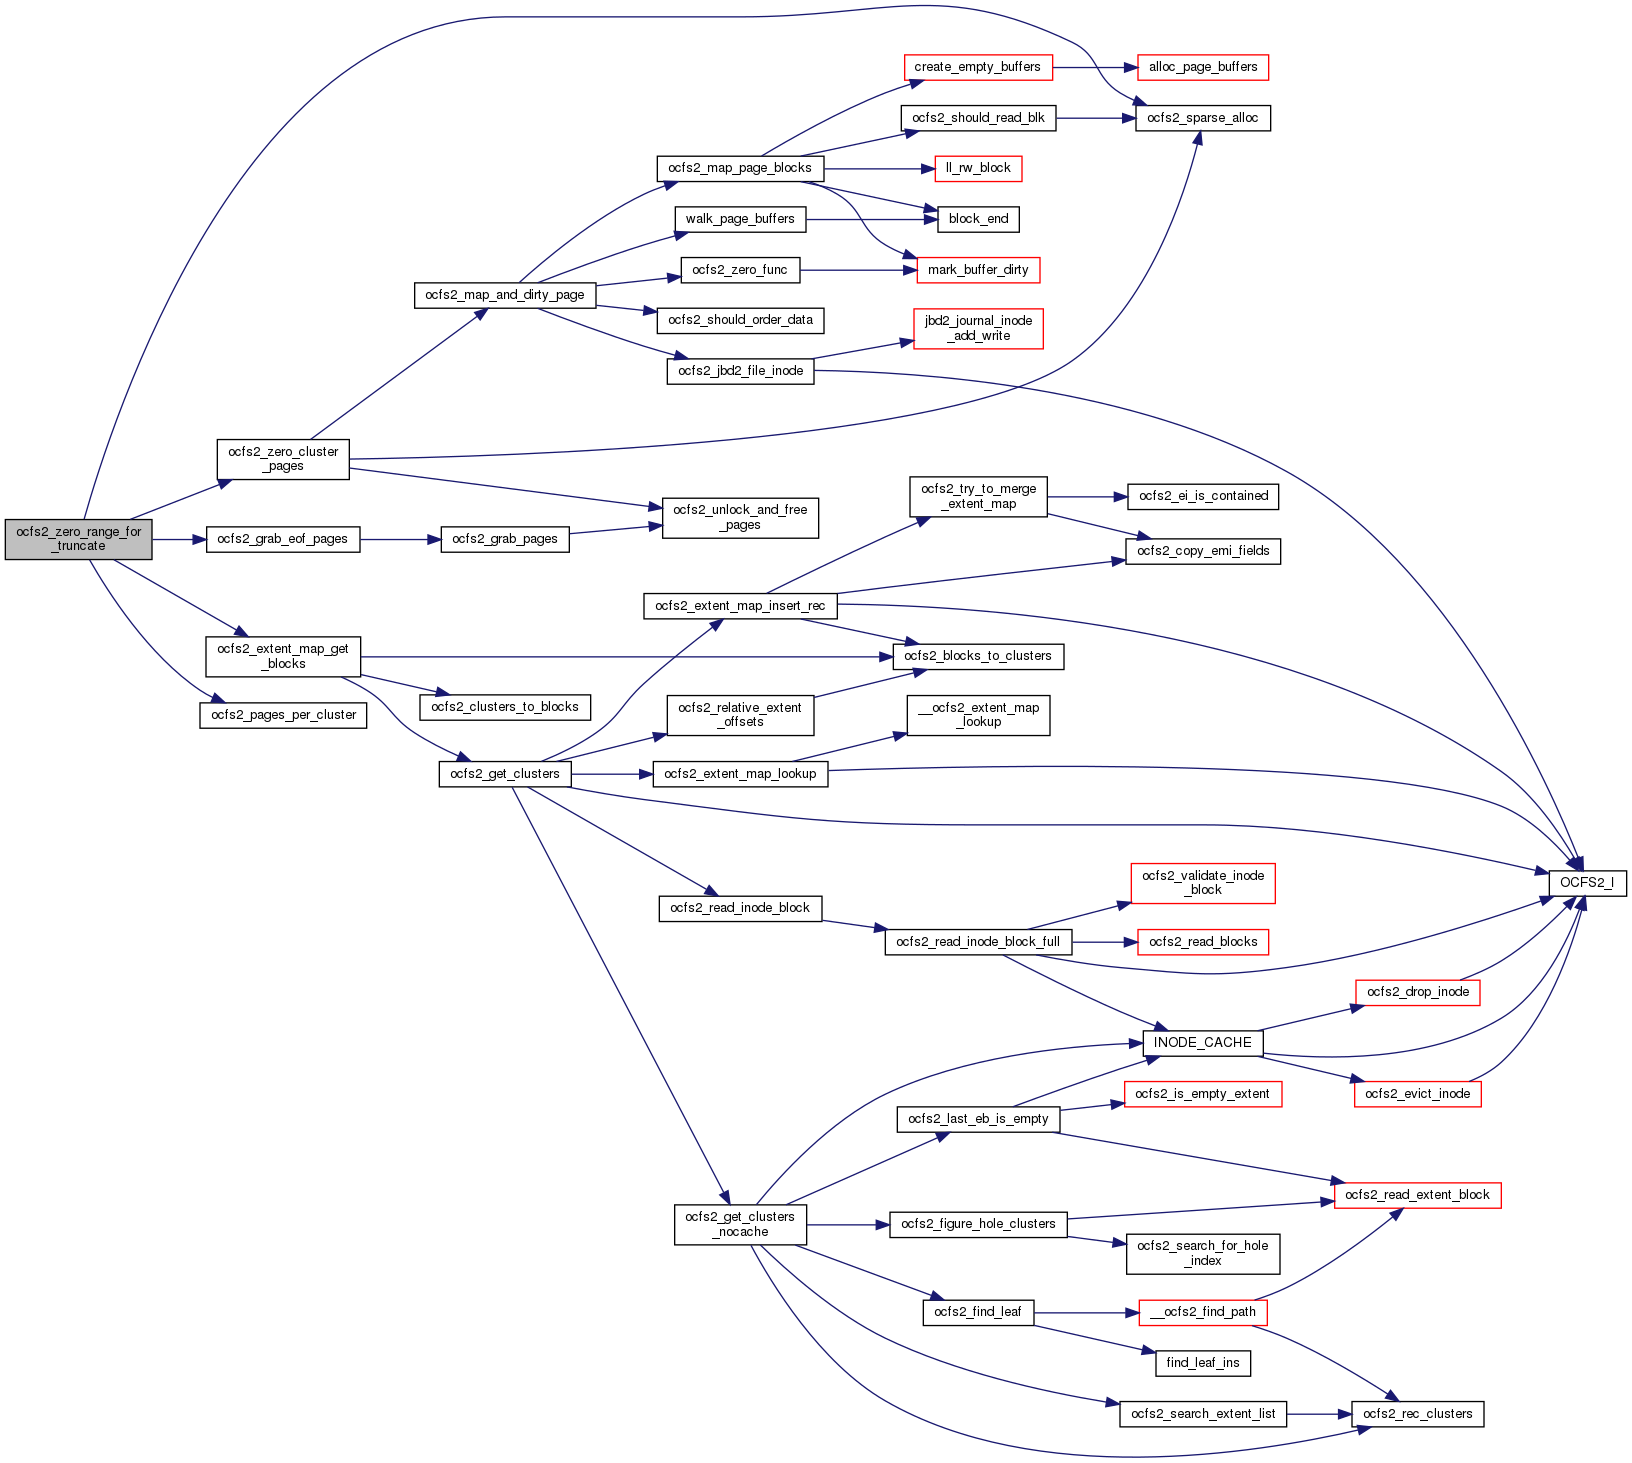 create_empty_buffers
alloc_page_buffers
ocfs2_should_read_blk
ocfs2_sparse_alloc
ocfs2_map_page_blocks
ll_rw_block
walk_page_buffers
block_end
ocfs2_zero_func
mark_buffer_dirty
ocfs2_map_and_dirty_page
ocfs2_should_order_data
jbd2_journal_inode
_add_write
ocfs2_jbd2_file_inode
ocfs2_zero_cluster
_pages
ocfs2_try_to_merge
_extent_map
ocfs2_ei_is_contained
ocfs2_unlock_and_free
_pages
ocfs2_zero_range_for
_truncate
ocfs2_grab_eof_pages
ocfs2_grab_pages
ocfs2_copy_emi_fields
ocfs2_extent_map_insert_rec
ocfs2_extent_map_get
_blocks
ocfs2_blocks_to_clusters
ocfs2_clusters_to_blocks
ocfs2_pages_per_cluster
ocfs2_relative_extent
_offsets
__ocfs2_extent_map
_lookup
ocfs2_get_clusters
ocfs2_extent_map_lookup
ocfs2_validate_inode
_block
OCFS2_I
ocfs2_read_inode_block
ocfs2_read_inode_block_full
ocfs2_read_blocks
ocfs2_drop_inode
INODE_CACHE
ocfs2_is_empty_extent
ocfs2_evict_inode
ocfs2_last_eb_is_empty
ocfs2_read_extent_block
ocfs2_get_clusters
_nocache
ocfs2_figure_hole_clusters
ocfs2_search_for_hole
_index
ocfs2_find_leaf
__ocfs2_find_path
find_leaf_ins
ocfs2_search_extent_list
ocfs2_rec_clusters